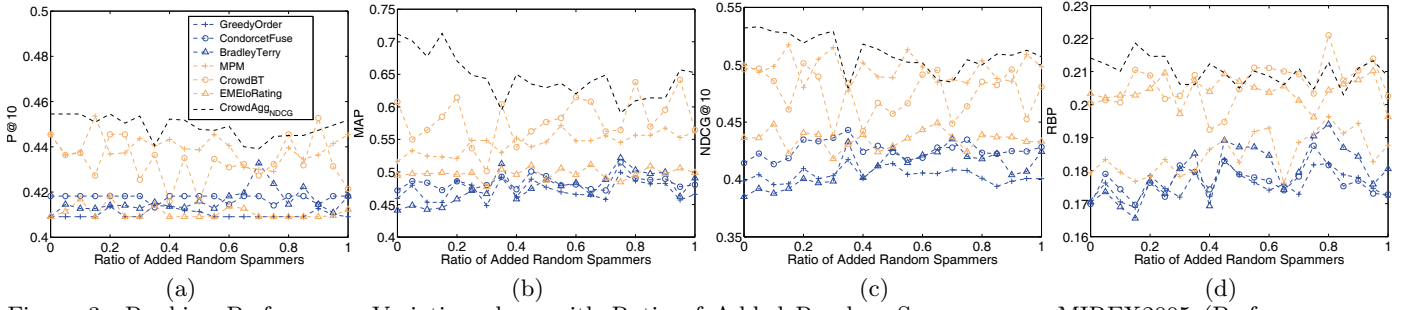 0.5
0.48
0.46
0.44
0.42
0.4
P@10
GreedyOrder
CondorcetFuse
BradleyTerry
MPM
CrowdBT
EMEloRating
CrowdAggNDCG
0 0.2 0.4 0.6 0.8 1
Ratio of Added Random Spammers
(a)
0.75
0.7
0.65
0.6
0.55
0.5
0.45
0.4
MAP
0 0.2 0.4 0.6 0.8 1
Ratio of Added Random Spammers
(b)
0.55
0.5
0.45
0.4
0.35
NDCG@10
0 0.2 0.4 0.6 0.8 1
Ratio of Added Random Spammers
(c)
0.23
0.22
0.21
0.2
0.19
0.18
0.17
0.16
RBP
0 0.2 0.4 0.6 0.8 1
Ratio of Added Random Spammers
(d)